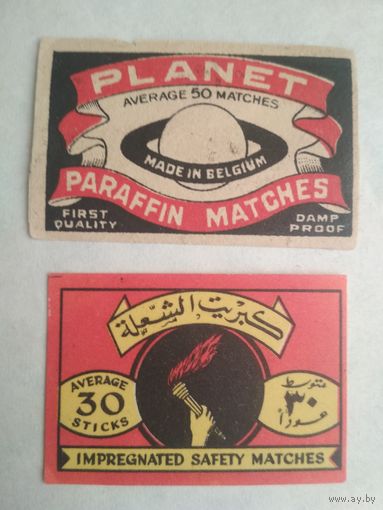 PLANET
AVERAGE 50 MATCHES
MADE IN BELGIUM
PARAFFIN MATCHES
FIRST QUALITY
DAMP PROOF
كبريت الشعلة
AVERAGE
30
STICKS
متوسط
٣٠
عوداً
IMPREGNATED SAFETY MATCHES
www.ay.by